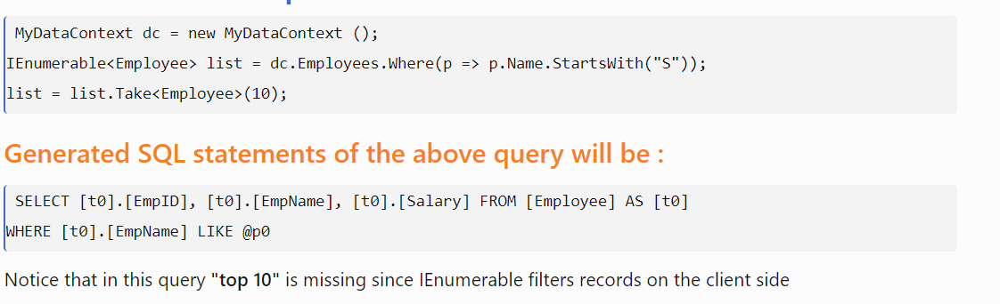 MyDataContext dc = new MyDataContext ();
IEnumerable<Employee> list = dc.Employees.Where(p => p.Name.StartsWith("S"));
list = list.Take<Employee>(10);
Generated SQL statements of the above query will be :
SELECT [t0].[EmpID], [t0].[EmpName], [t0].[Salary] FROM [Employee] AS [t0]
WHERE [t0].[EmpName] LIKE @p0
Notice that in this query "top 10" is missing since IEnumerable filters records on the client side